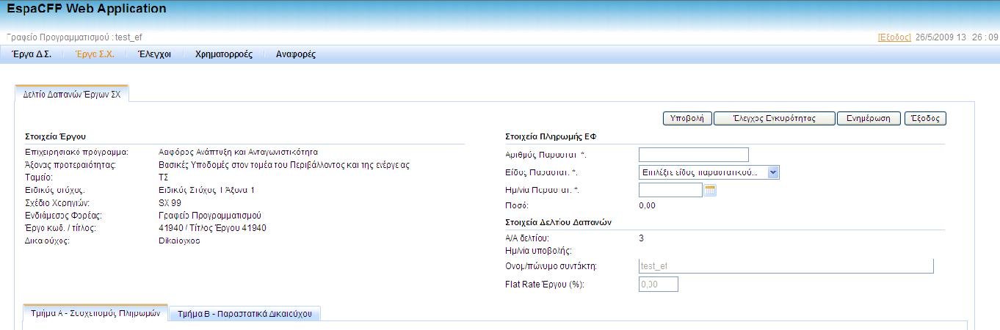 EspaCFP Web Application
Γραφείο Προγραμματισμού : test_ef
[Έξοδος] 26/5/2009 13 : 26 : 09
Έργα Δ.Σ. Έργα Σ.Χ. Έλεγχοι Χρηματορροές Αναφορές
Δελτίο Δαπανών Έργων ΣΧ
Υποβολή Έλεγχος Εγκυρότητας Ενημέρωση Έξοδος
Στοιχεία Έργου
Επιχειρησιακό πρόγραμμα: Αειφόρος Ανάπτυξη και Ανταγωνιστικότητα
Άξονας προτεραιότητας: Βασικές Υποδομές στον τομέα του Περιβάλλοντος και της ενέργειας
Ταμείο: ΤΣ
Ειδικός στόχος: Ειδικός Στόχος 1 Άξονα 1
Σχέδιο Χορηγιών: SX 99
Ενδιάμεσος Φορέας: Γραφείο Προγραμματισμού
Έργο κωδ. / τίτλος: 41940 / Τίτλος Έργου 41940
Δικαιούχος: Dikaioyxos
Στοιχεία Πληρωμής ΕΦ
Αριθμός Παραστατ. *:
Είδος Παραστατ. *: Επιλέξτε είδος παραστατικού...
Ημ/νία Παραστατ. *:
Ποσό: 0,00
Στοιχεία Δελτίου Δαπανών
Α/Α δελτίου: 3
Ημ/νία υποβολής:
Ονομ/πώνυμο συντάκτη: test_ef
Flat Rate Έργου (%): 0,00
Τμήμα Α - Συσχετισμός Πληρωμών Τμήμα Β - Παραστατικά Δικαιούχου